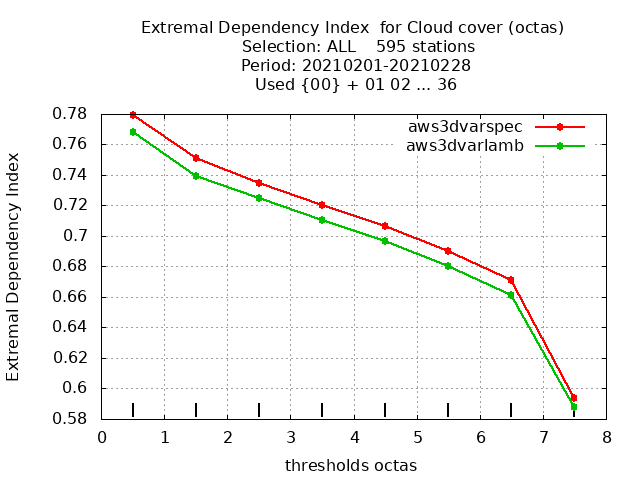 Extremal Dependency Index  for Cloud cover (octas)
Selection: ALL    595 stations
Period: 20210201-20210228
Used {00} + 01 02 ... 36
aws3dvarspec
aws3dvarlamb
Extremal Dependency Index
0.78
0.76
0.74
0.72
0.7
0.68
0.66
0.64
0.62
0.6
0.58
0 1 2 3 4 5 6 7 8
thresholds octas